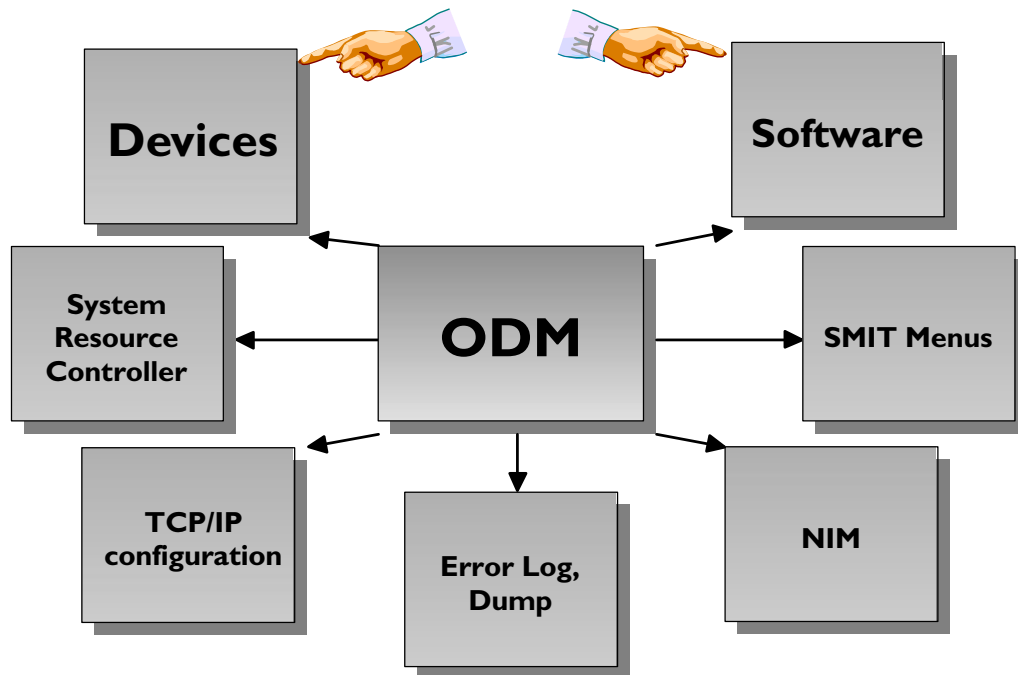 Devices
Software
System
Resource
Controller
ODM
SMIT Menus
TCP/IP
configuration
Error Log,
Dump
NIM